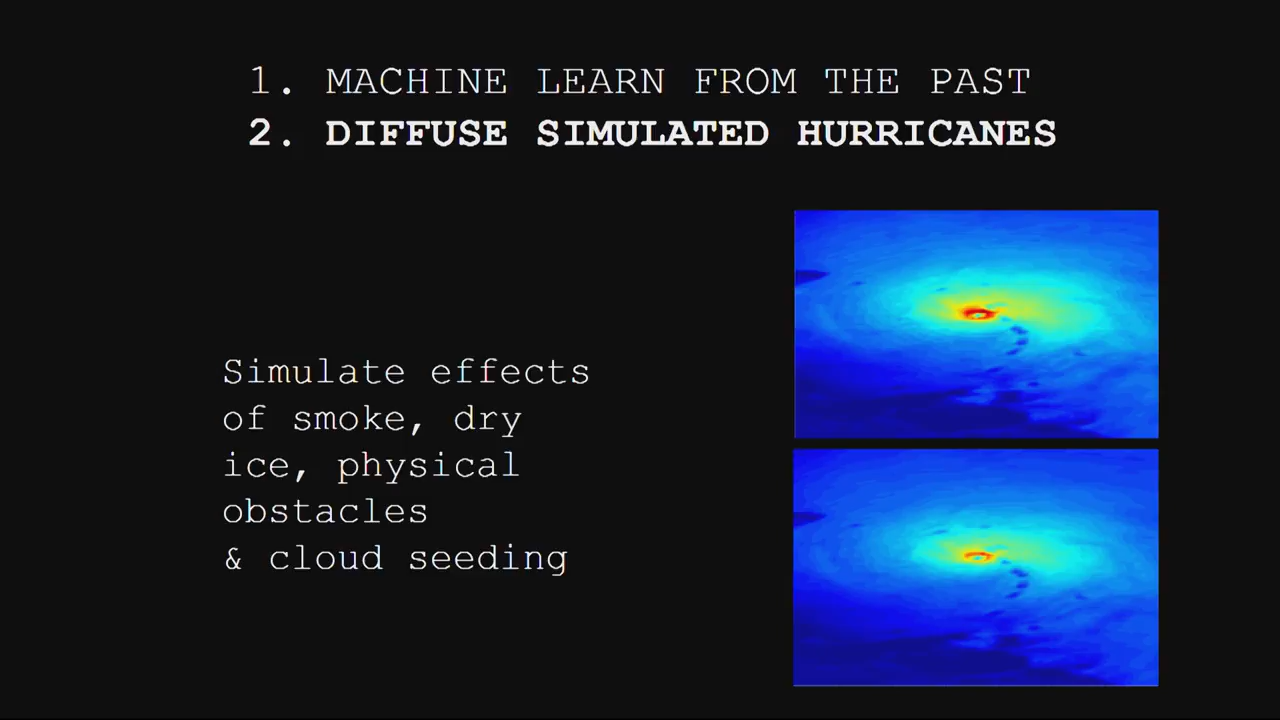 1. MACHINE LEARN FROM THE PAST
2. DIFFUSE SIMULATED HURRICANES
Simulate effects
of smoke, dry
ice, physical
obstacles
& cloud seeding